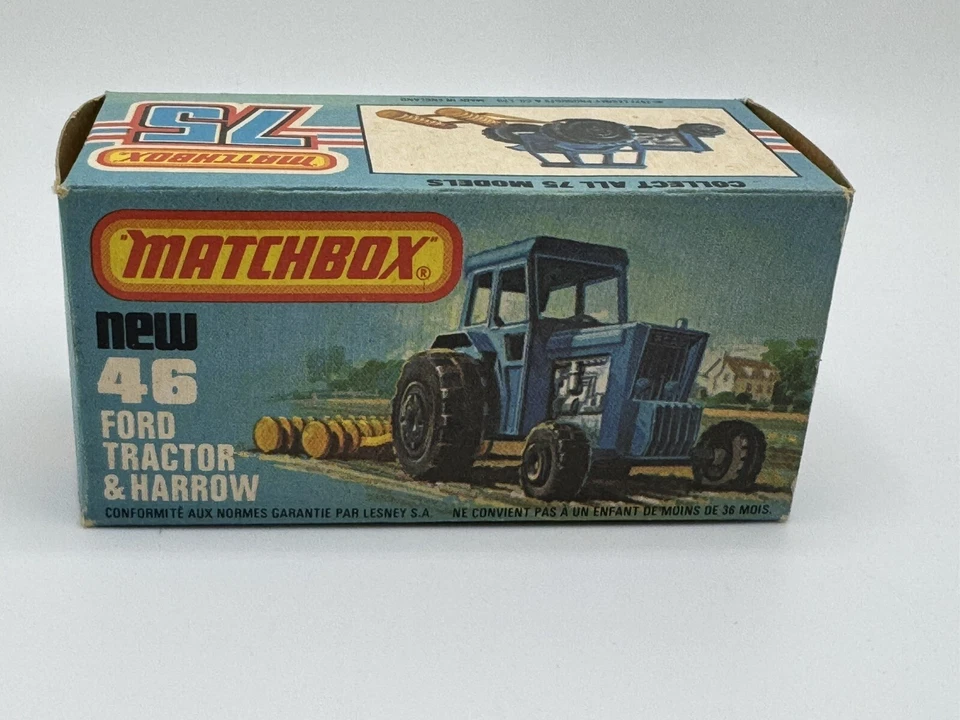 75
"MATCHBOX"
COLLECT ALL 75 MODELS
"MATCHBOX"®
new
46
FORD
TRACTOR
& HARROW
CONFORMITÉ AUX NORMES GARANTIE PAR LESNEY S.A. NE CONVIENT PAS À UN ENFANT DE MOINS DE 36 MOIS.